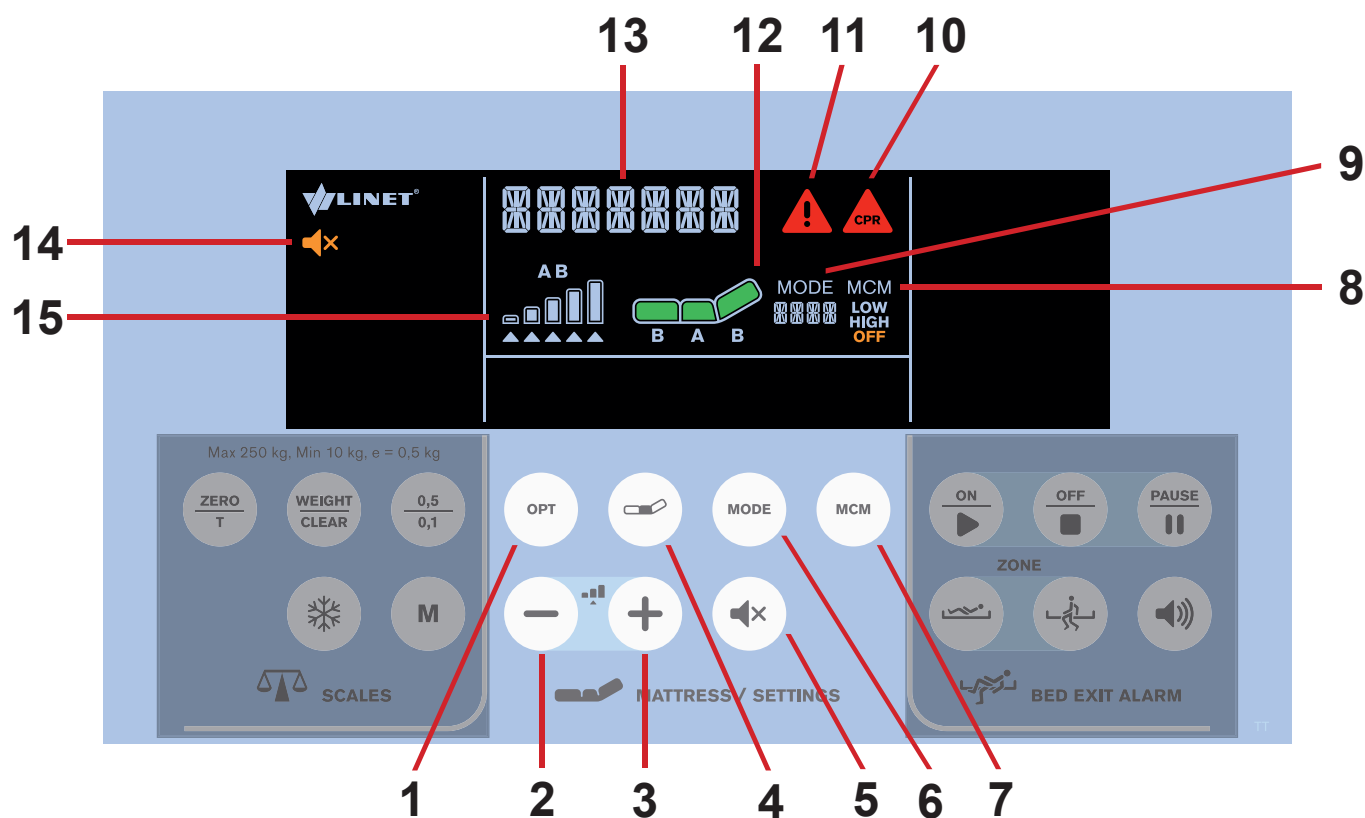 13 12 11 10
9
LINET®
CPR
14
A B
MODE MCM
8
LOW
15
HIGH
B A B
OFF
Max 250 kg, Min 10 kg, e = 0,5 kg
ZERO
T
WEIGHT
CLEAR
0,5
0,1
OPT
MODE
MCM
ON
OFF
PAUSE
ZONE
M
SCALES
MATTRESS / SETTINGS
BED EXIT ALARM
TT
1 2 3 4 5 6 7